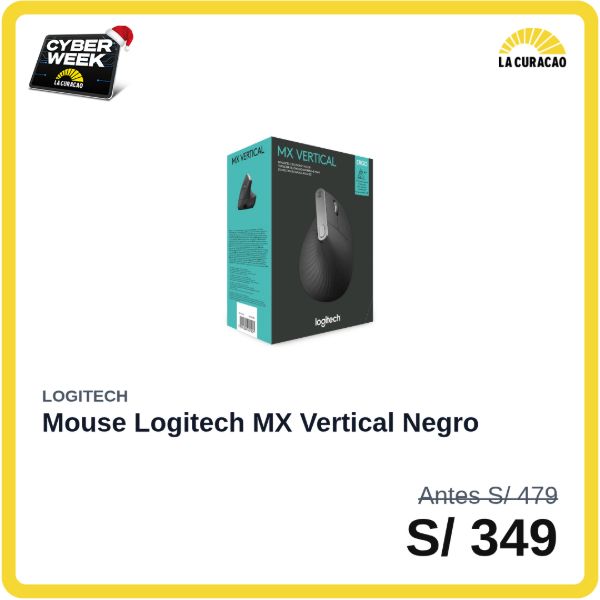 CYBER
WEEK
LA CURACAO
LA CURACAO
MX VERTICAL
MX VERTICAL
logitech
LOGITECH
Mouse Logitech MX Vertical Negro
Antes S/ 479
S/ 349